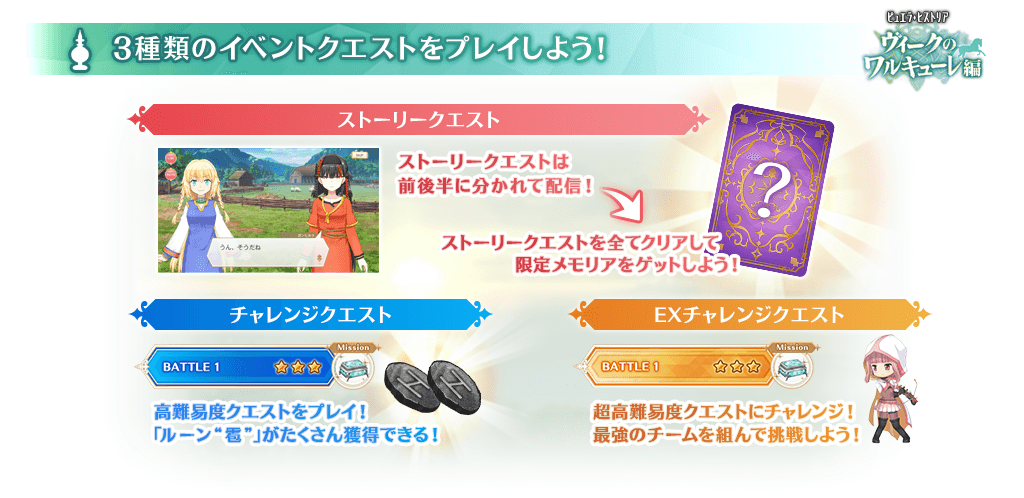 ピュエラ・ヒストリア
ヴィークの
ワルキューレ編
3種類のイベントクエストをプレイしよう!
ストーリークエスト
ストーリークエストは
前後半に分かれて配信!
うん、そうだね
?
ストーリークエストを全てクリアして
限定メモリアをゲットしよう!
チャレンジクエスト
BATTLE 1
Mission
高難易度クエストをプレイ!
「ルーン“雹”」がたくさん獲得できる!
EXチャレンジクエスト
BATTLE 1
Mission
超高難易度クエストにチャレンジ!
最強のチームを組んで挑戦しよう!